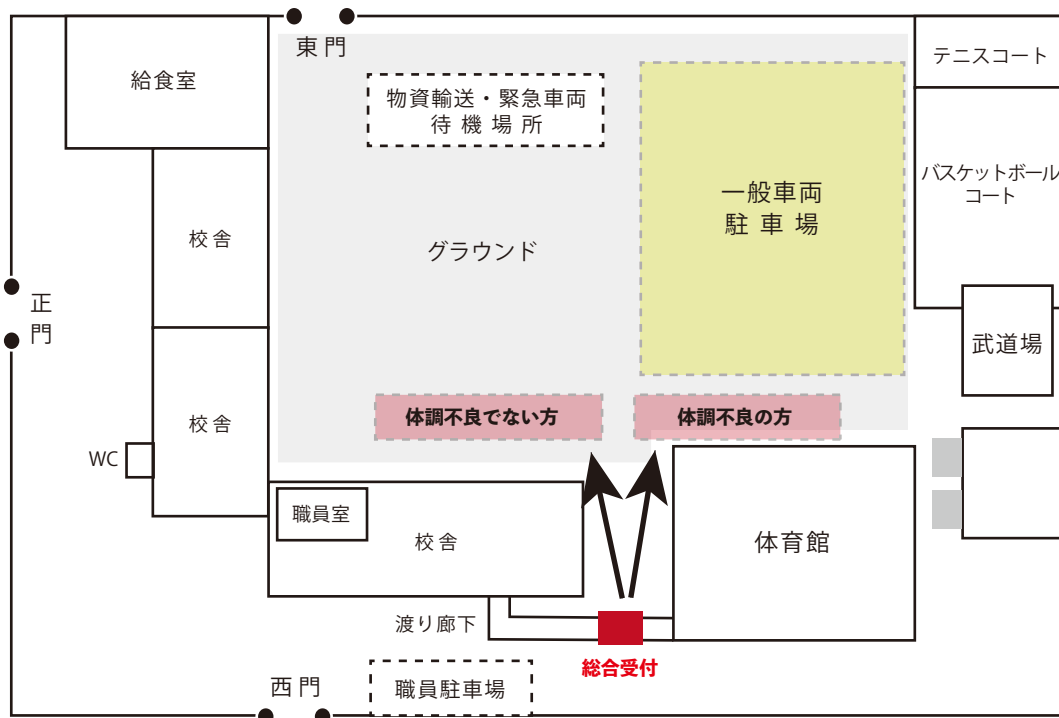 東門
給食室
テニスコート
物資輸送・緊急車両
待機場所
バスケットボール
コート
一般車両
駐車場
校舎
グラウンド
正
門
武道場
体調不良でない方
体調不良の方
校舎
WC
職員室
校舎
体育館
渡り廊下
総合受付
西門
職員駐車場